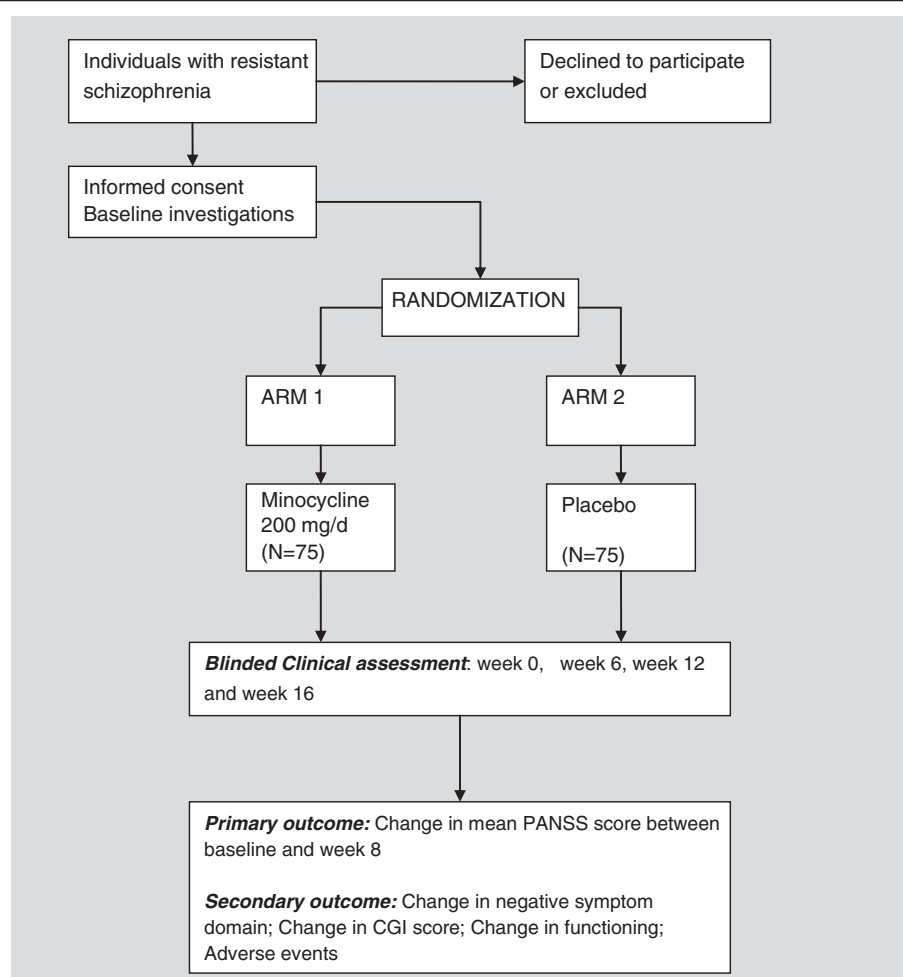 Individuals with resistant
schizophrenia
Declined to participate
or excluded
Informed consent
Baseline investigations
RANDOMIZATION
ARM 1
ARM 2
Minocycline
200 mg/d
(N=75)
Placebo
(N=75)
Blinded Clinical assessment: week 0, week 6, week 12
and week 16
Primary outcome: Change in mean PANSS score between
baseline and week 8
Secondary outcome: Change in negative symptom
domain; Change in CGI score; Change in functioning;
Adverse events